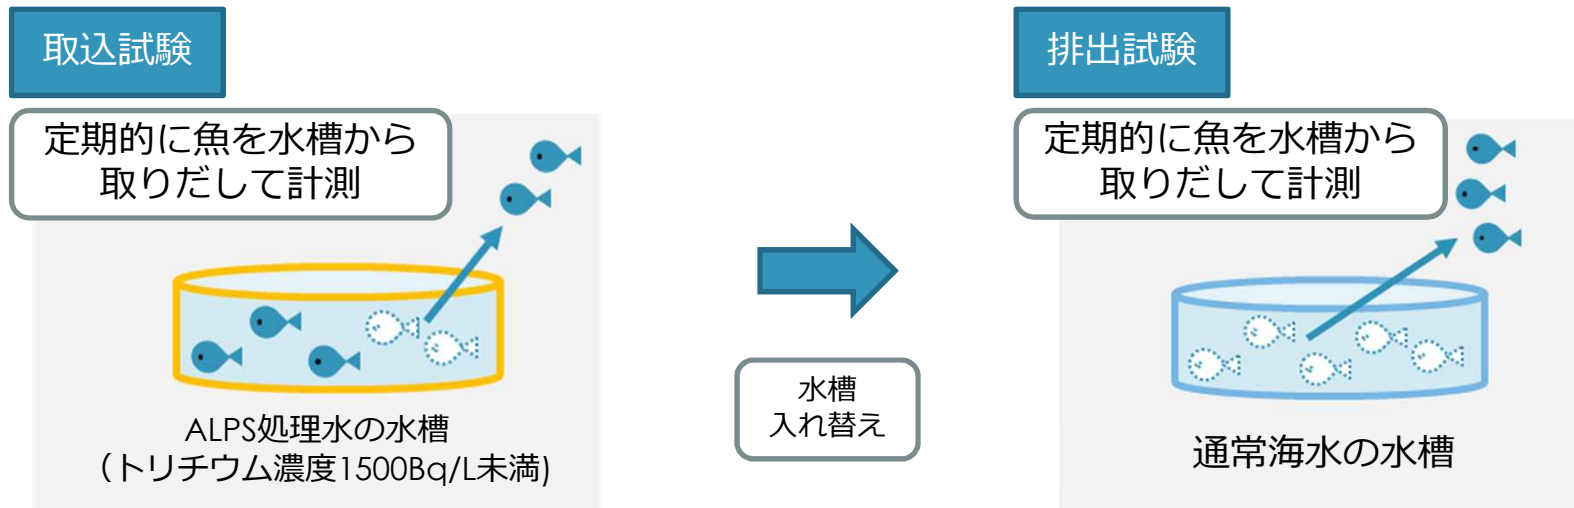 取込試験
定期的に魚を水槽から
取りだして計測
ALPS処理水の水槽
（トリチウム濃度1500Bq/L未満)
水槽
入れ替え
排出試験
定期的に魚を水槽から
取りだして計測
通常海水の水槽